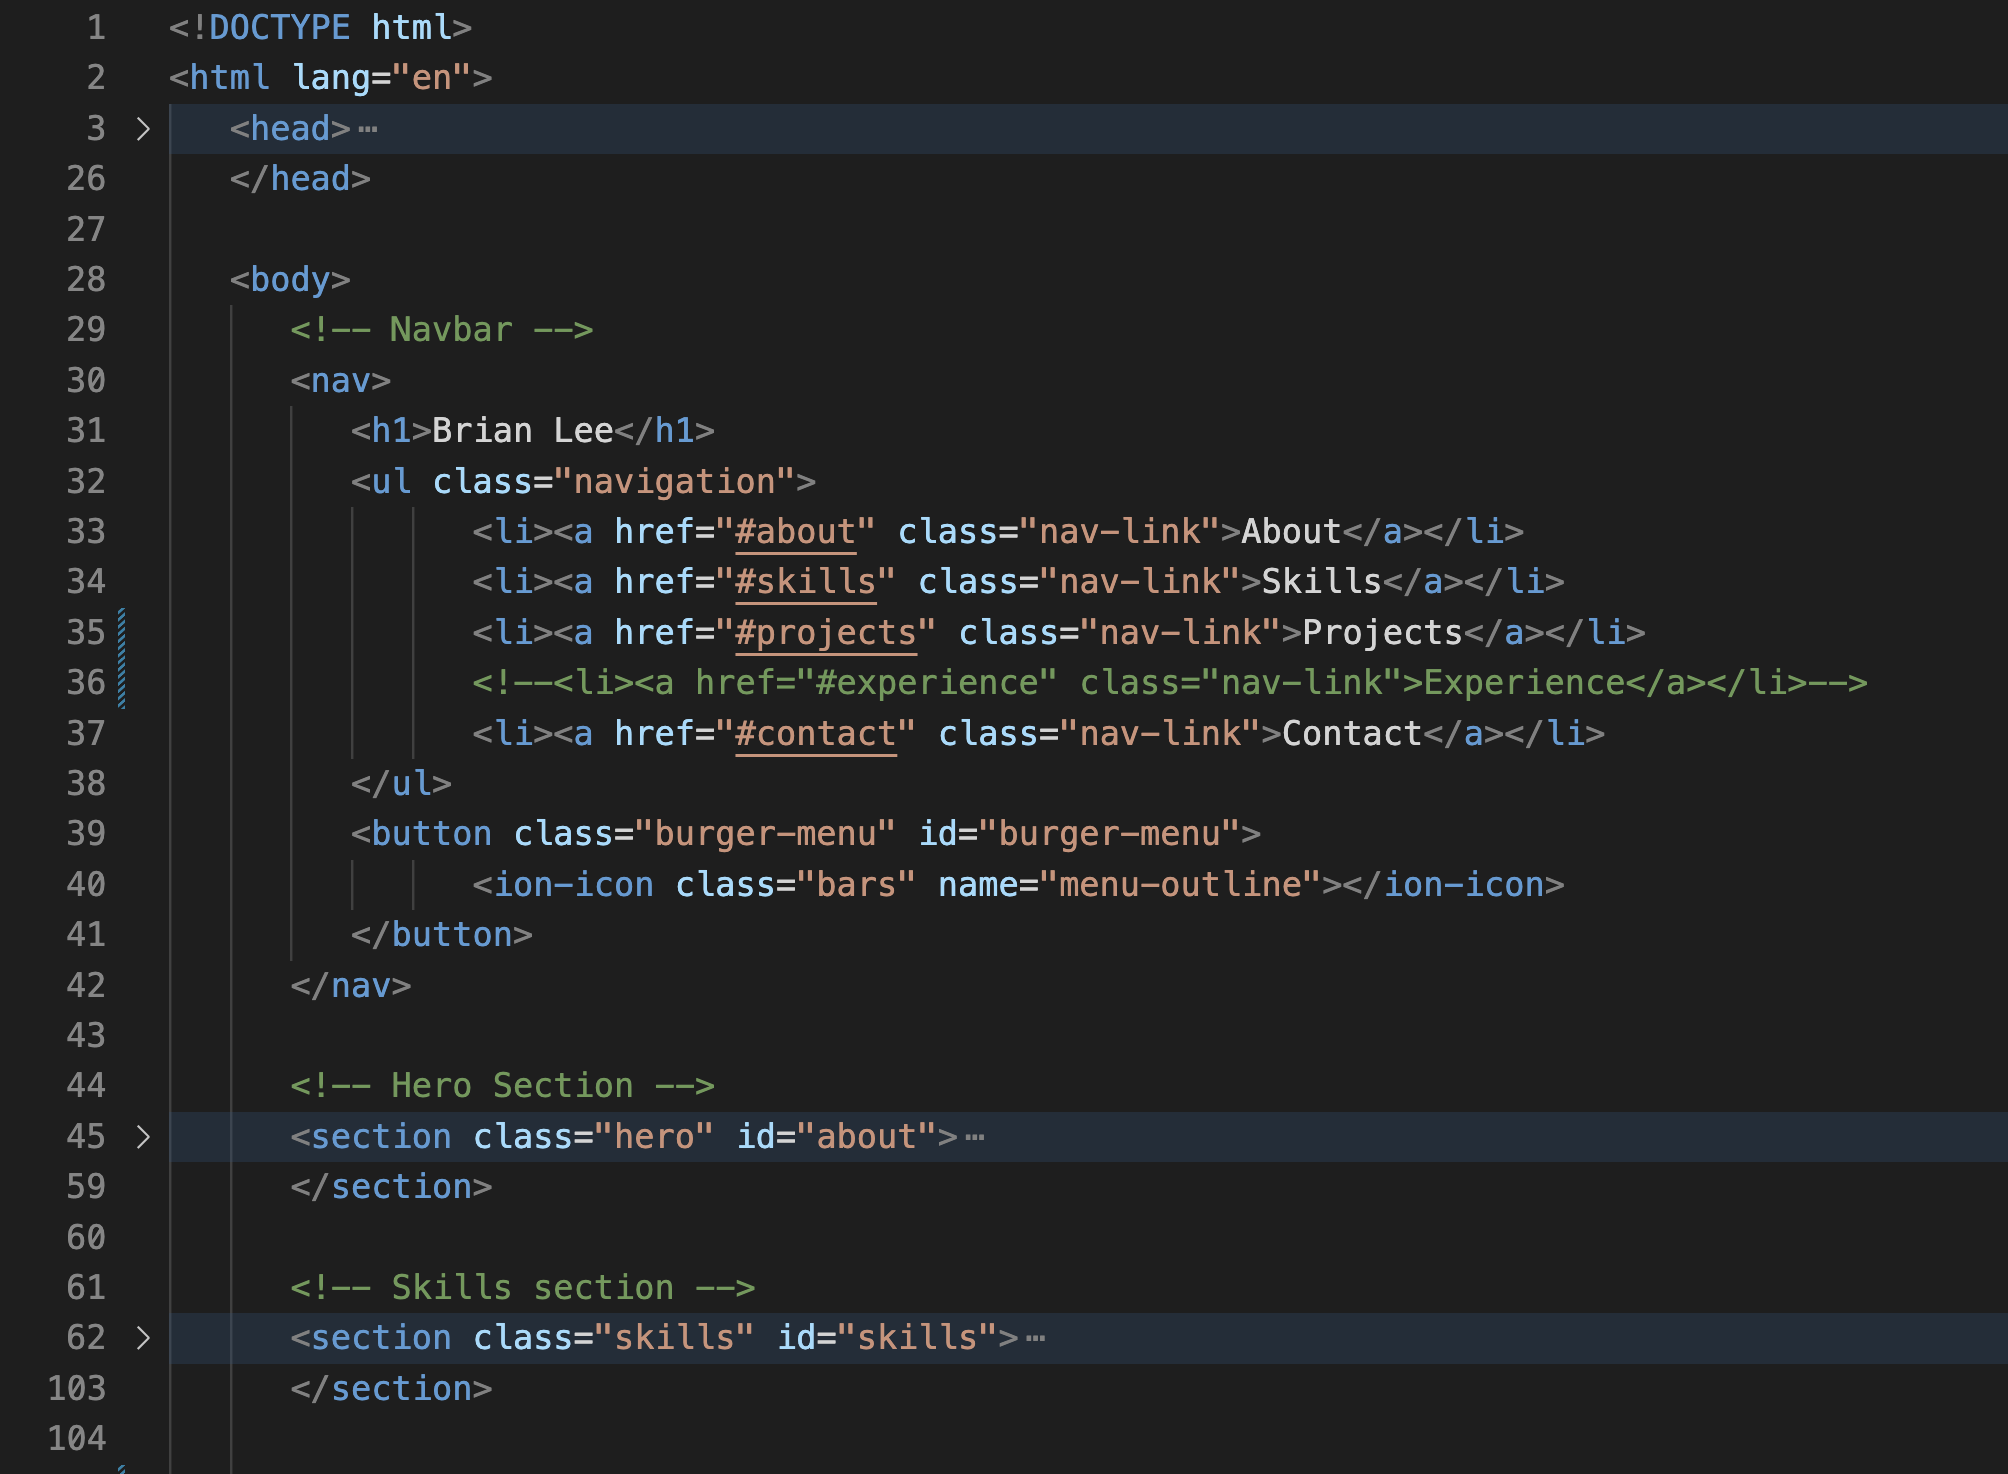 1 <!DOCTYPE html>
2 <html lang="en">
3 > <head>⋯
26 </head>
27
28 <body>
29 <!-- Navbar -->
30 <nav>
31 <h1>Brian Lee</h1>
32 <ul class="navigation">
33 <li><a href="#about" class="nav-link">About</a></li>
34 <li><a href="#skills" class="nav-link">Skills</a></li>
35 <li><a href="#projects" class="nav-link">Projects</a></li>
36 <!--<li><a href="#experience" class="nav-link">Experience</a></li>-->
37 <li><a href="#contact" class="nav-link">Contact</a></li>
38 </ul>
39 <button class="burger-menu" id="burger-menu">
40 <ion-icon class="bars" name="menu-outline"></ion-icon>
41 </button>
42 </nav>
43
44 <!-- Hero Section -->
45 > <section class="hero" id="about">⋯
59 </section>
60
61 <!-- Skills section -->
62 > <section class="skills" id="skills">⋯
103 </section>
104